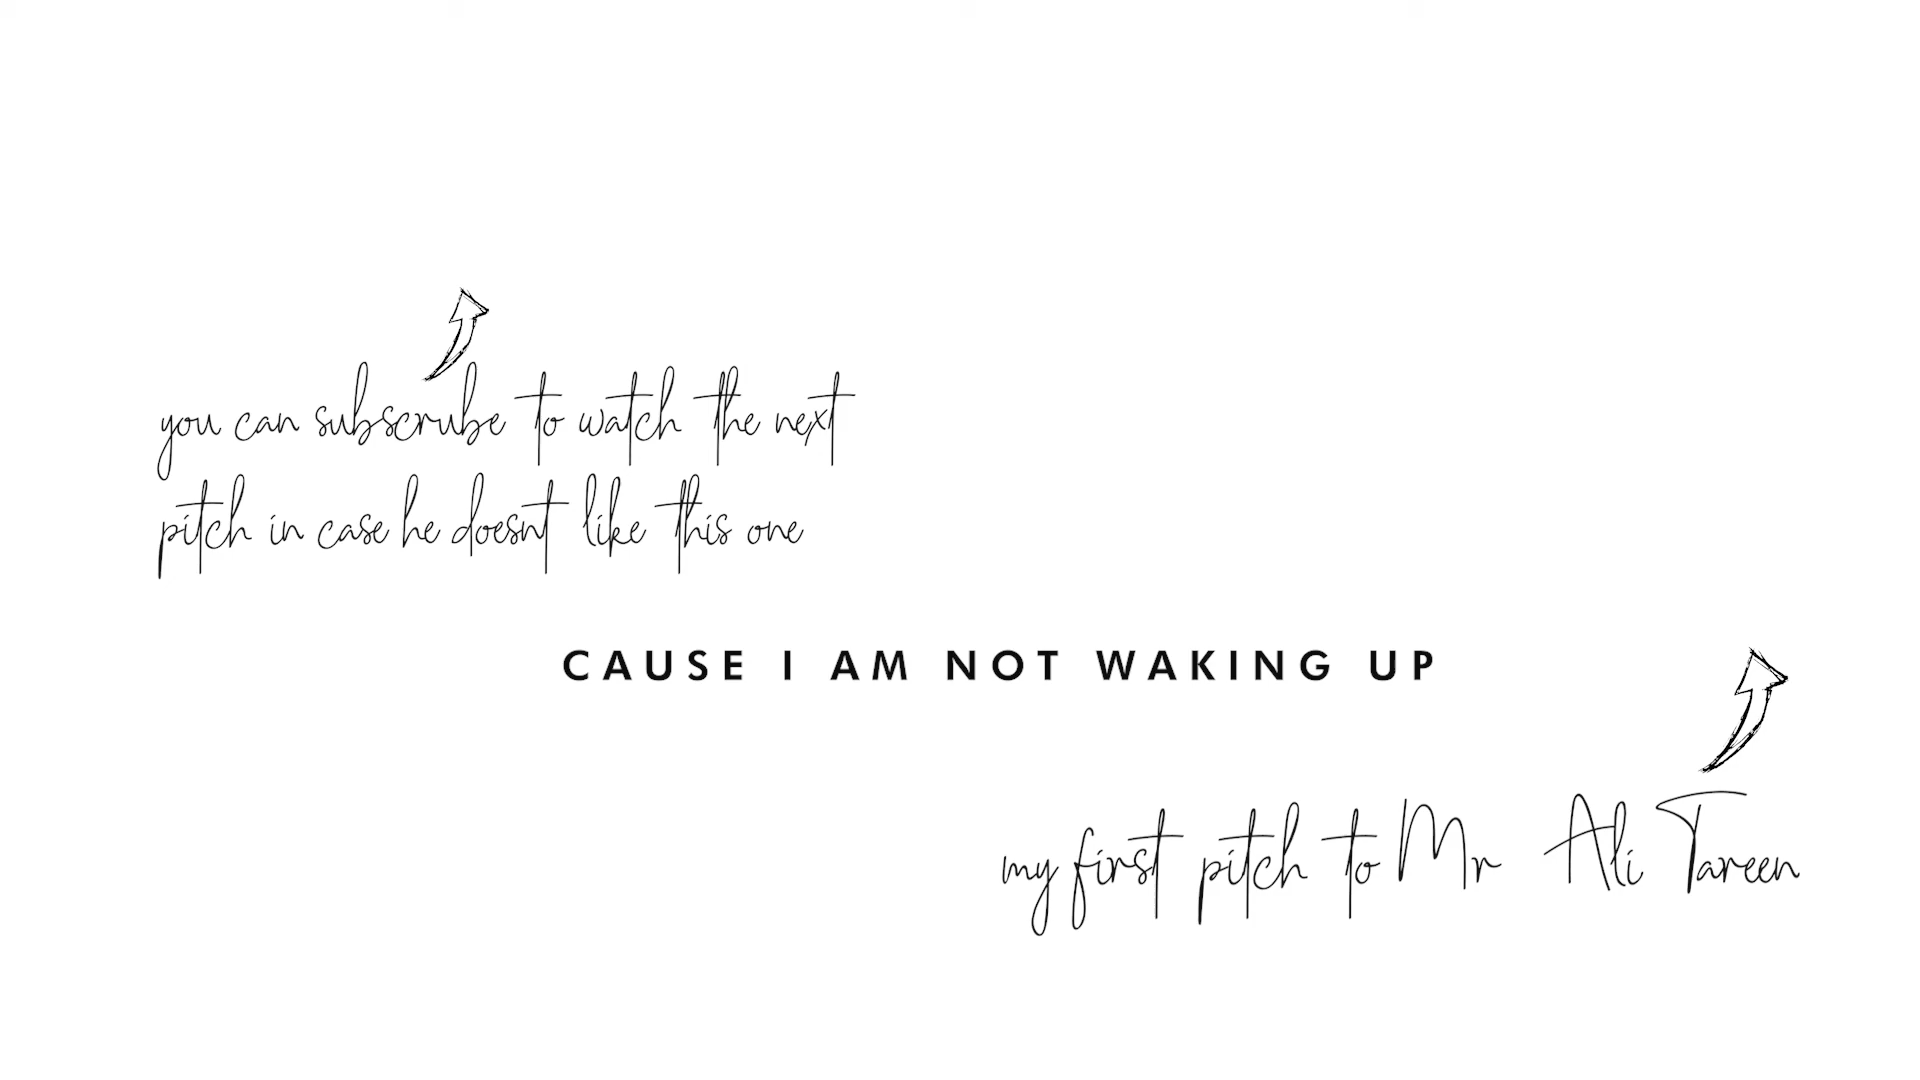 you can subscrube to watch the next
pitch in case he doesnt like this one
CAUSE I AM NOT WAKING UP
my first pitch to Mr Ali Tareen